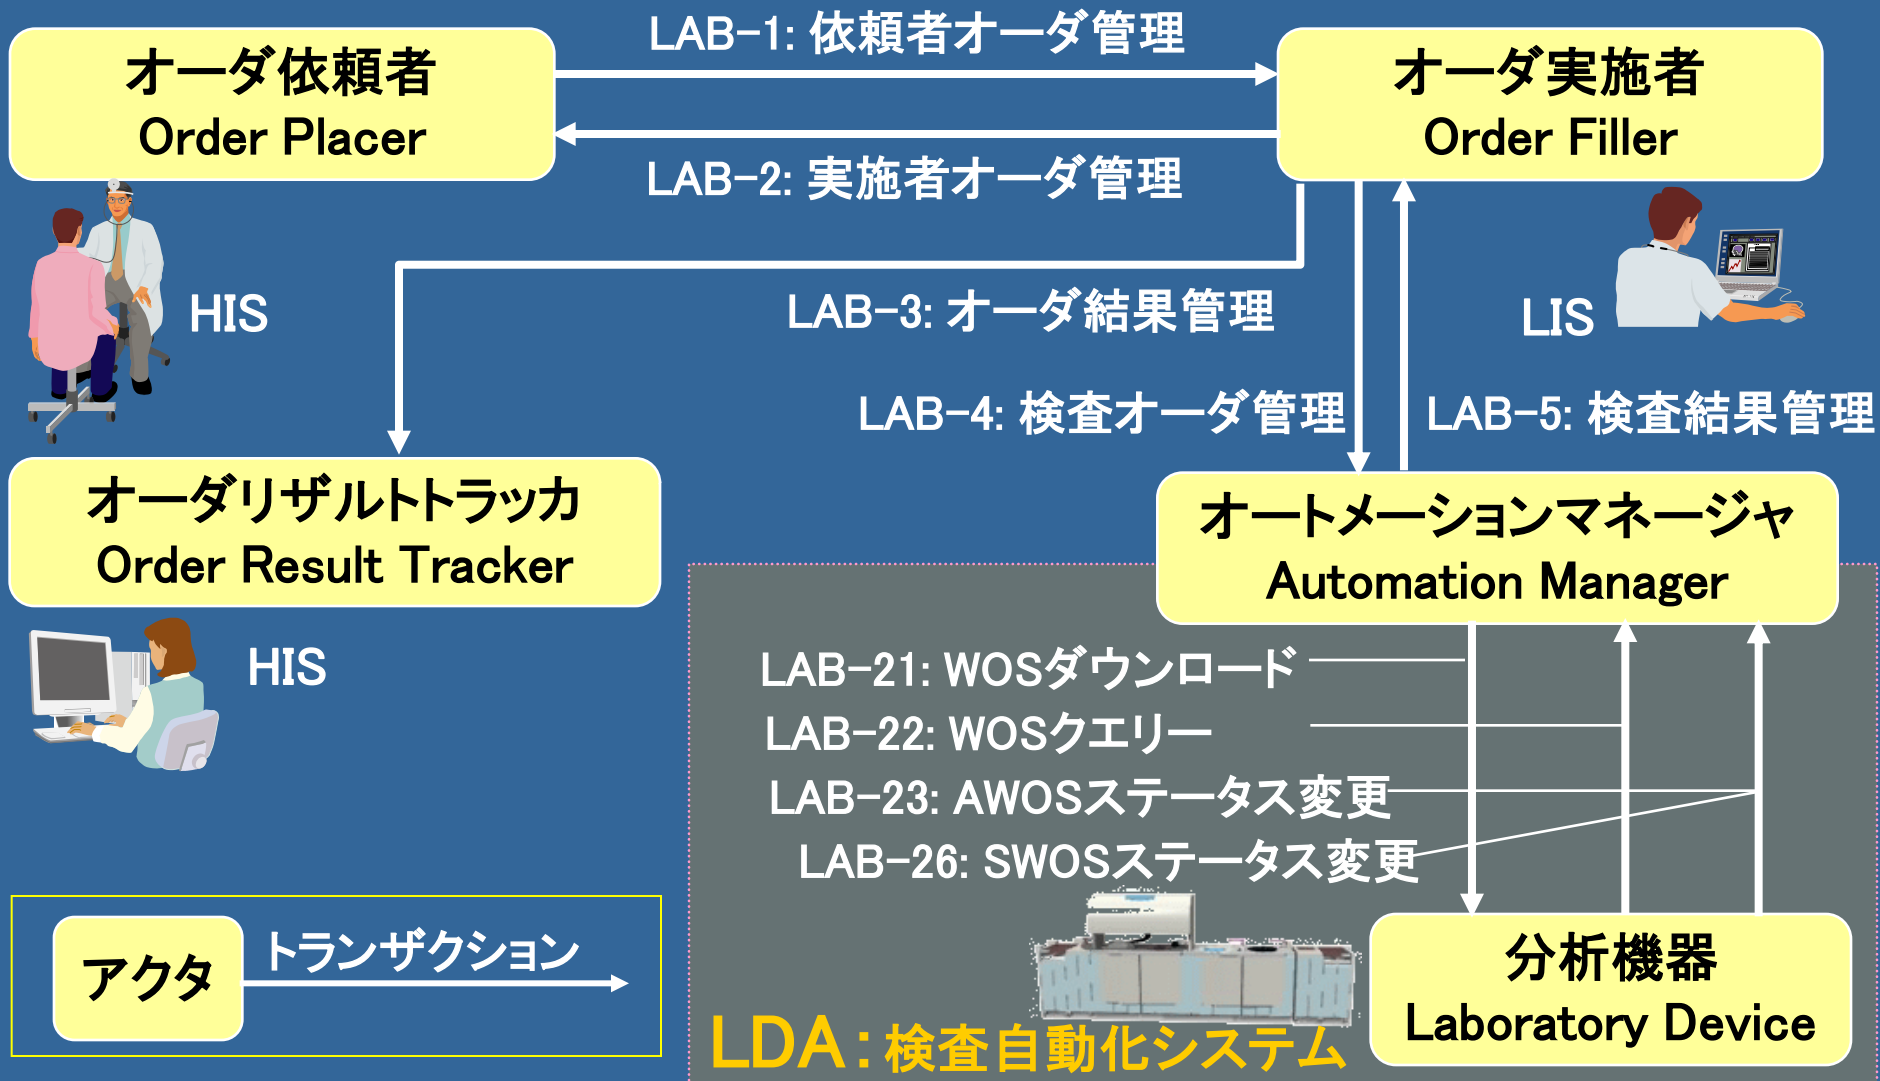 LAB-1: 依頼者オーダ管理
オーダ依頼者
Order Placer
オーダ実施者
Order Filler
LAB-2: 実施者オーダ管理
HIS
LAB-3: オーダ結果管理
LIS
LAB-4: 検査オーダ管理
LAB-5: 検査結果管理
オーダリザルトトラッカ
Order Result Tracker
オートメーションマネージャ
Automation Manager
HIS
LAB-21: WOSダウンロード
LAB-22: WOSクエリー
LAB-23: AWOSステータス変更
LAB-26: SWOSステータス変更
アクタ
トランザクション
分析機器
Laboratory Device
LDA：検査自動化システム